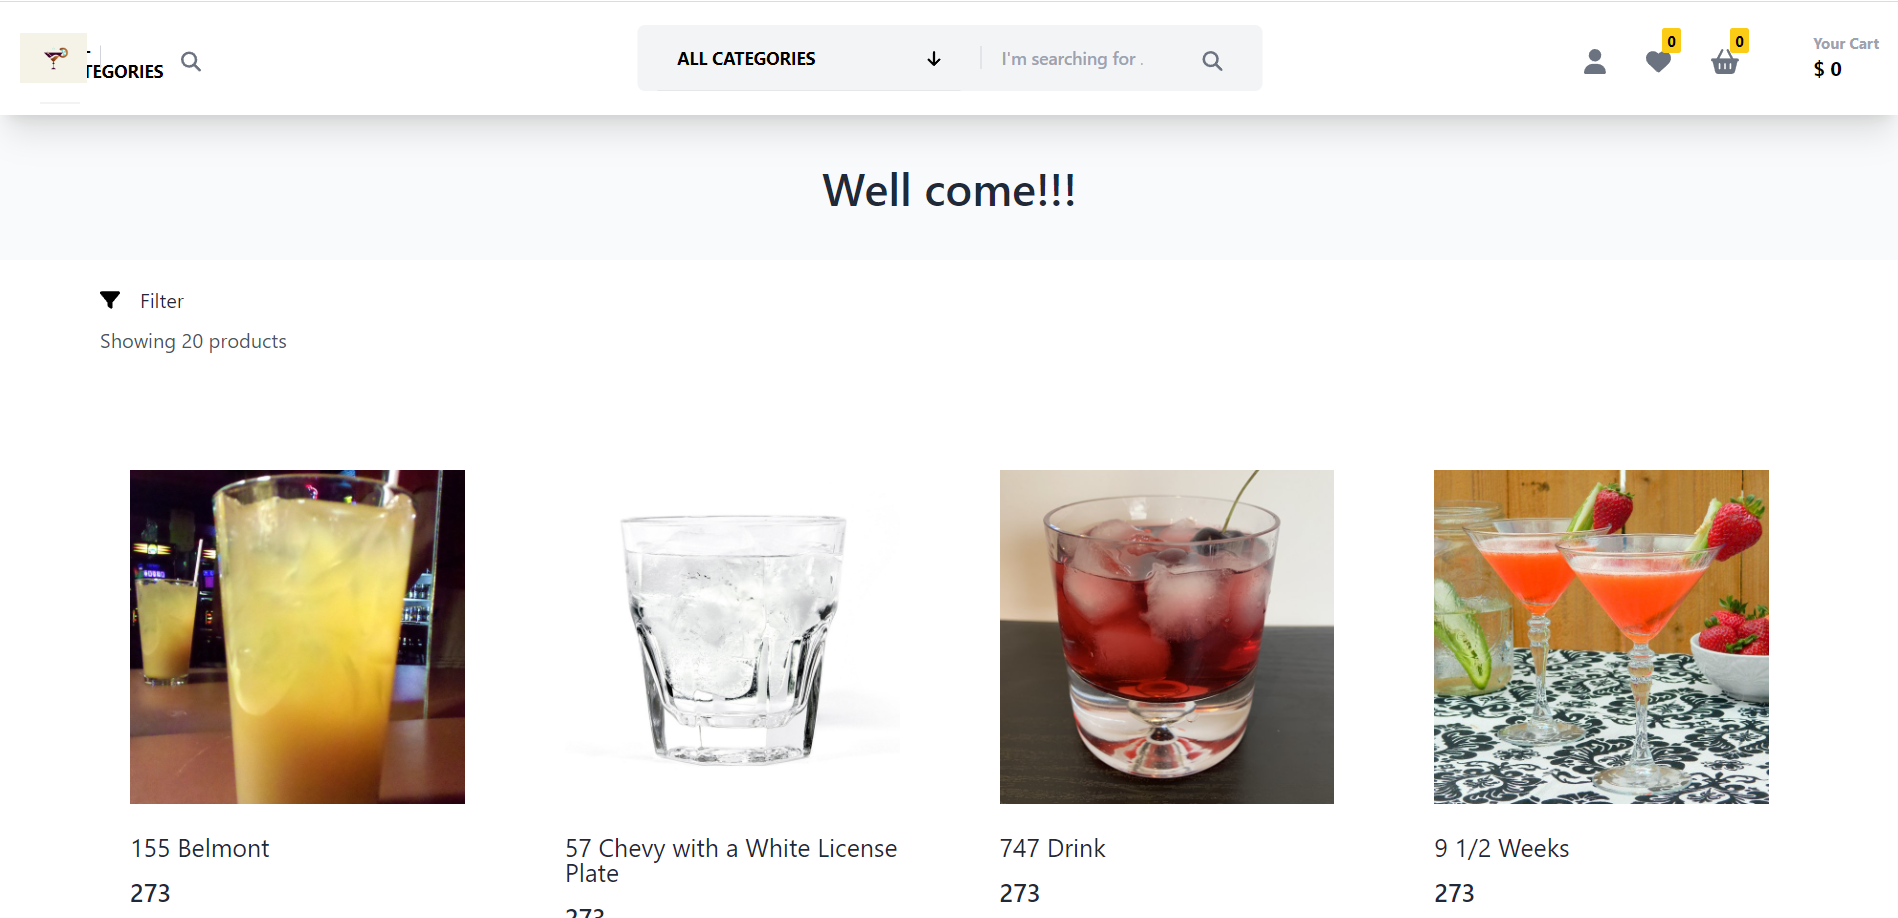 TEGORIES
ALL CATEGORIES
I'm searching for .
0
0
Your Cart
$ 0
Well come!!!
Filter
Showing 20 products
155 Belmont
273
57 Chevy with a White License
Plate
273
747 Drink
273
9 1/2 Weeks
273